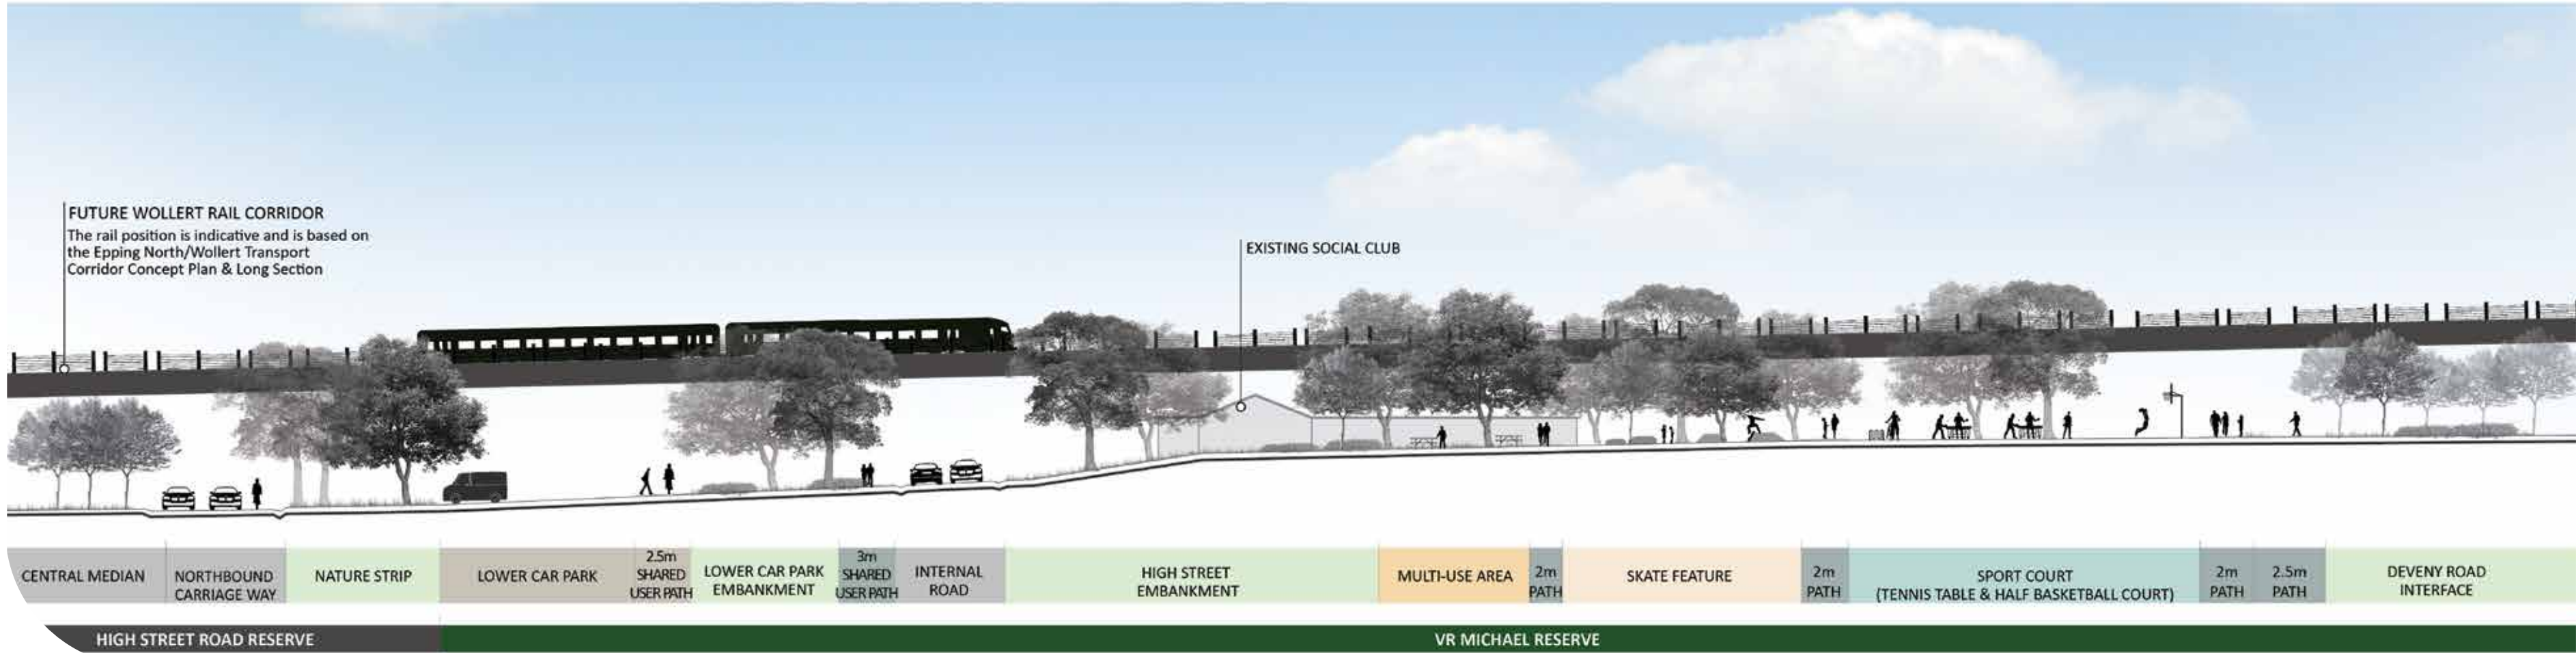 FUTURE WOLLERT RAIL CORRIDOR
The rail position is indicative and is based on
the Epping North/Wollert Transport
Corridor Concept Plan & Long Section
EXISTING SOCIAL CLUB
CENTRAL MEDIAN
NORTHBOUND
CARRIAGE WAY
NATURE STRIP
LOWER CAR PARK
2.5m
SHARED
USER PATH
LOWER CAR PARK
EMBANKMENT
3m
SHARED
USER PATH
INTERNAL
ROAD
HIGH STREET
EMBANKMENT
MULTI-USE AREA
2m
PATH
SKATE FEATURE
2m
PATH
SPORT COURT
(TENNIS TABLE & HALF BASKETBALL COURT)
2m
PATH
2.5m
PATH
DEVENY ROAD
INTERFACE
HIGH STREET ROAD RESERVE
VR MICHAEL RESERVE